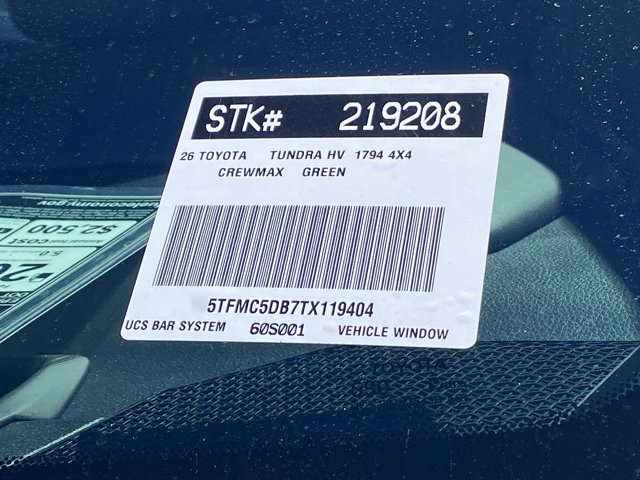 STK# 219208
26 TOYOTA TUNDRA HV 1794 4X4
CREWMAX GREEN
5TFMC5DB7TX119404
UCS BAR SYSTEM 60S001 VEHICLE WINDOW
$2,500